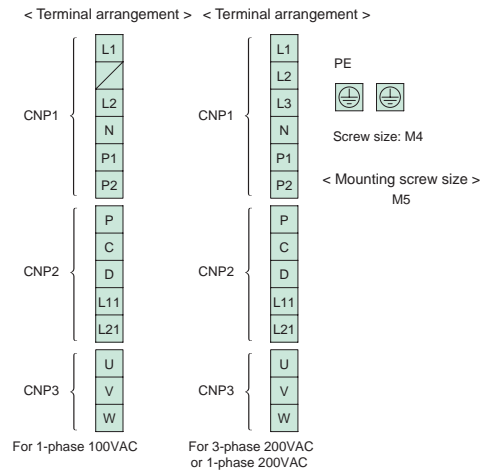 < Terminal arrangement > < Terminal arrangement >
L1
L2
N
P1
P2
CNP1
P
C
D
L11
L21
CNP2
U
V
W
CNP3
For 1-phase 100VAC
L1
L2
L3
N
P1
P2
CNP1
P
C
D
L11
L21
CNP2
U
V
W
CNP3
For 3-phase 200VAC
or 1-phase 200VAC
PE
Screw size: M4
< Mounting screw size >
M5